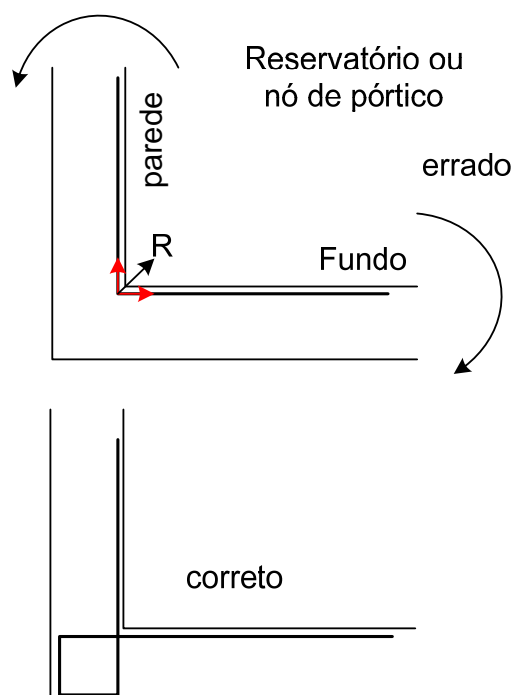 Reservatório ou
nó de pórtico
parede
errado
R
Fundo
correto